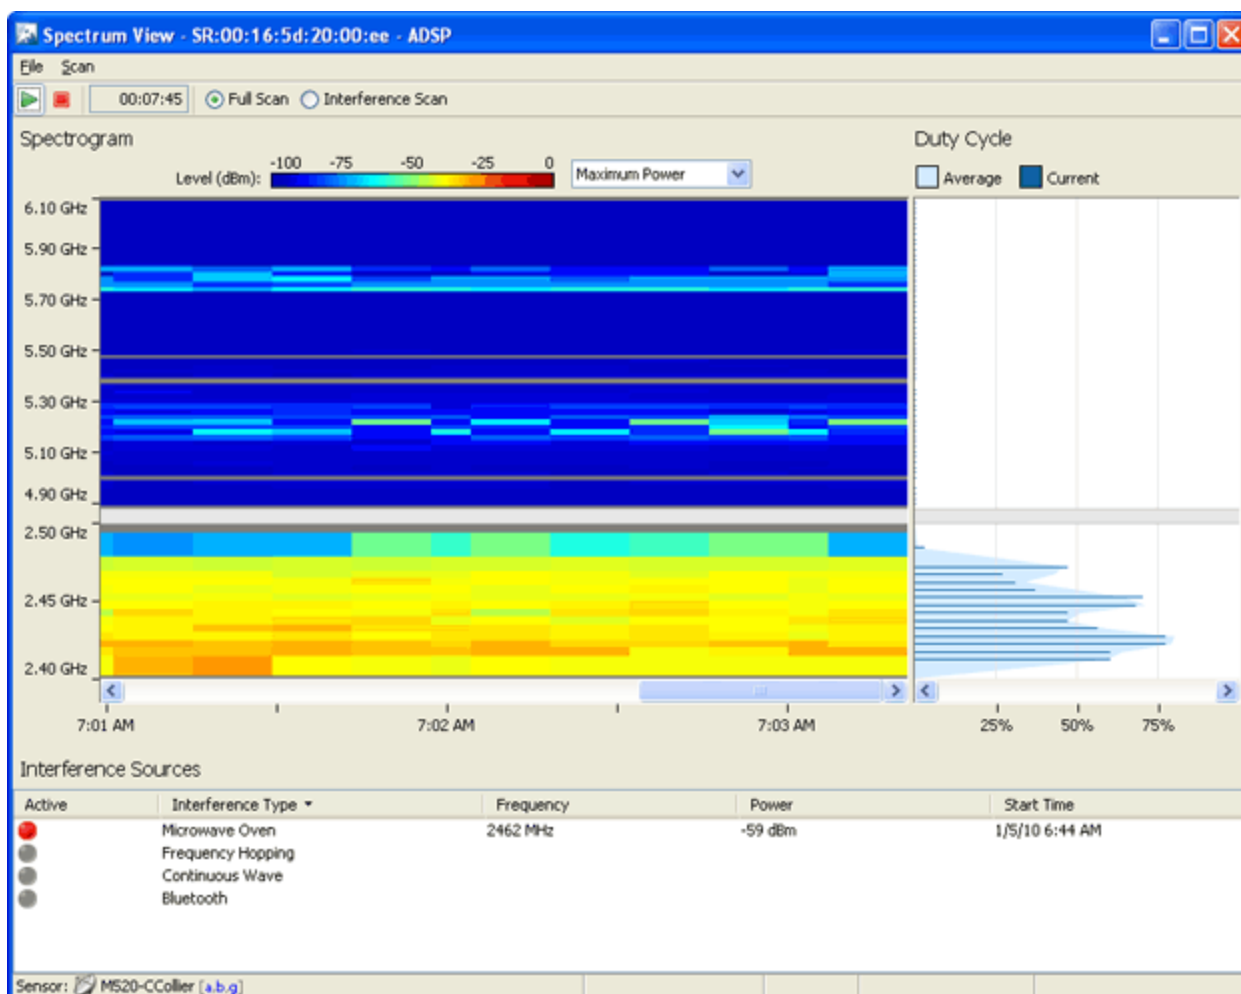 Spectrum View - SR:00:16:5d:20:00:ee - ADSP
File Scan
00:07:45 Full Scan Interference Scan
Spectrogram Duty Cycle
-100 -75 -50 -25 0
Level (dBm): Maximum Power Average Current
6.10 GHz
5.90 GHz
5.70 GHz
5.50 GHz
5.30 GHz
5.10 GHz
4.90 GHz
2.50 GHz
2.45 GHz
2.40 GHz
7:01 AM 7:02 AM 7:03 AM 25% 50% 75%
Interference Sources
Active Interference Type Frequency Power Start Time
Microwave Oven 2462 MHz -59 dBm 1/5/10 6:44 AM
Frequency Hopping
Continuous Wave
Bluetooth
Sensor: M520-CCollier [a,b,g]